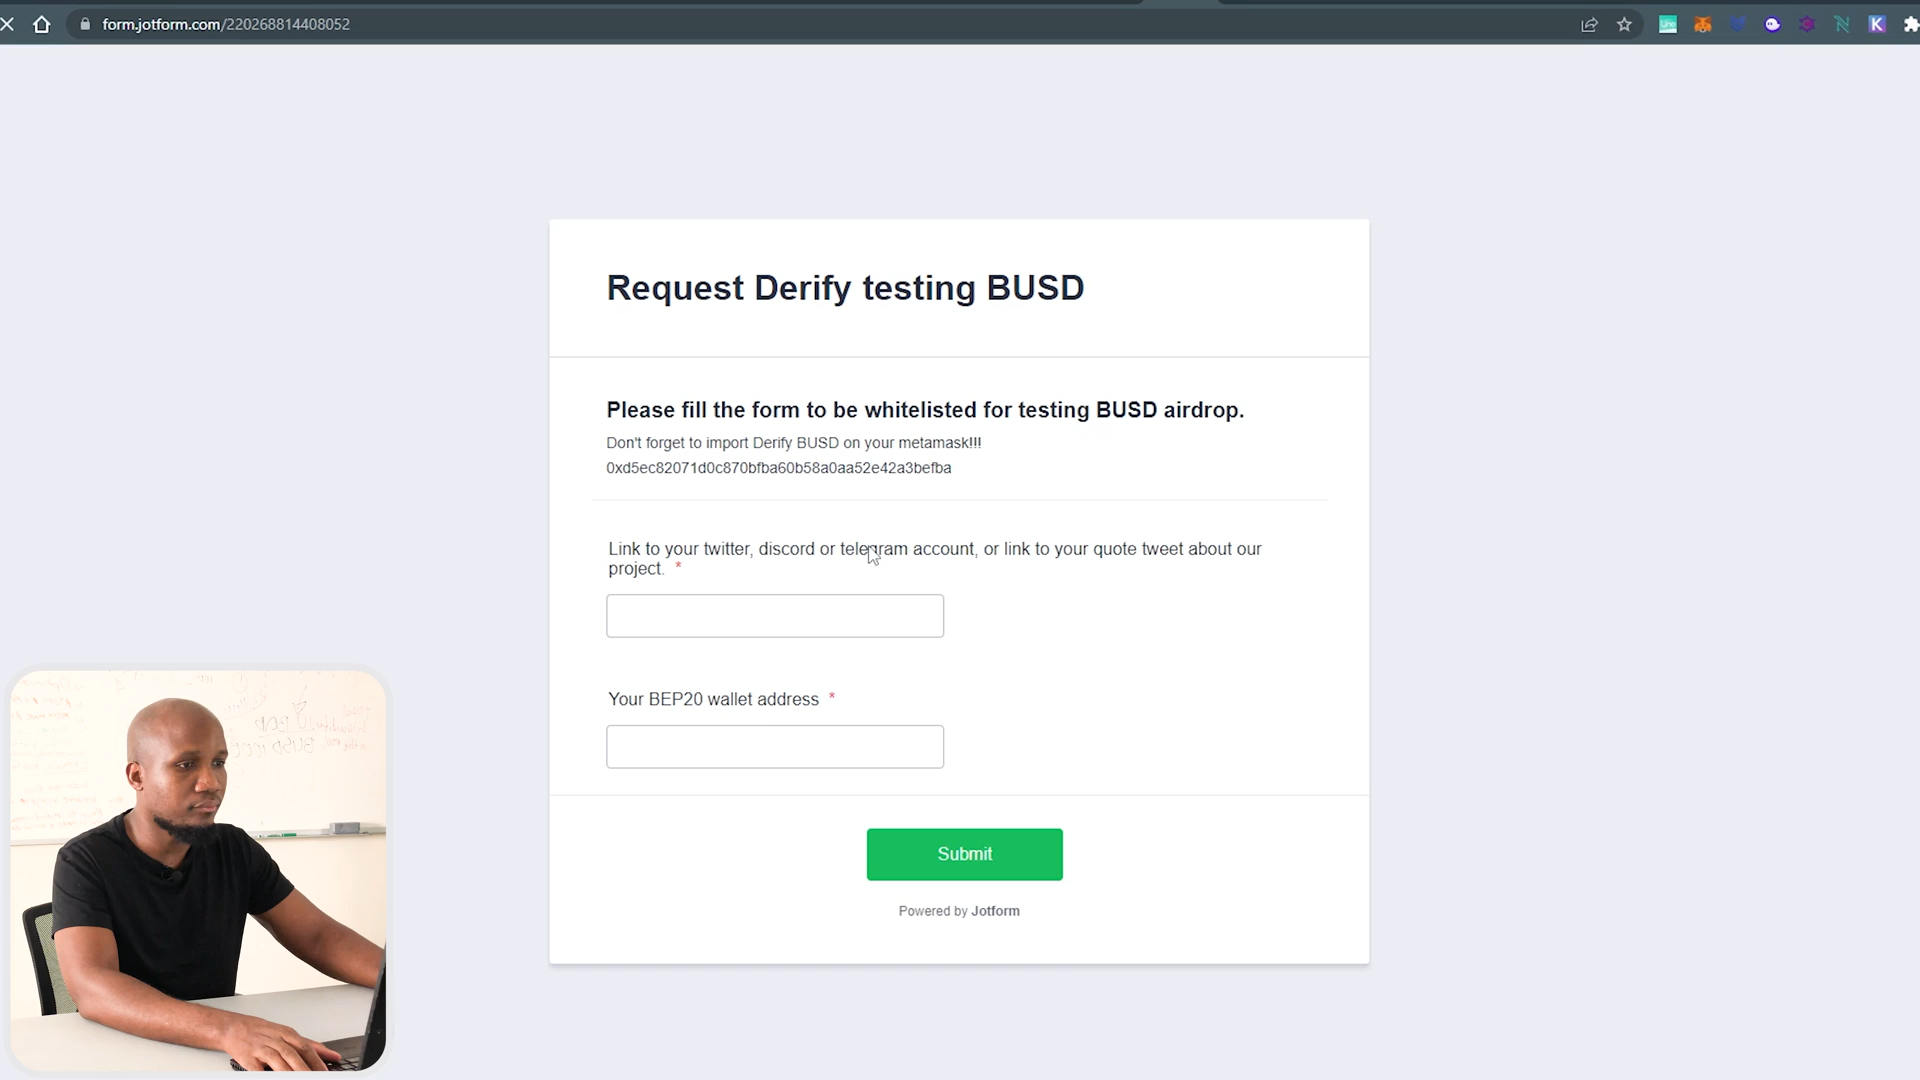 form.jotform.com/220268814408052
Request Derify testing BUSD
Please fill the form to be whitelisted for testing BUSD airdrop.
Don't forget to import Derify BUSD on your metamask!!!
0xd5ec82071d0c870bfba60b58a0aa52e42a3befba
Link to your twitter, discord or telegram account, or link to your quote tweet about our
project. *
Your BEP20 wallet address *
Submit
Powered by Jotform